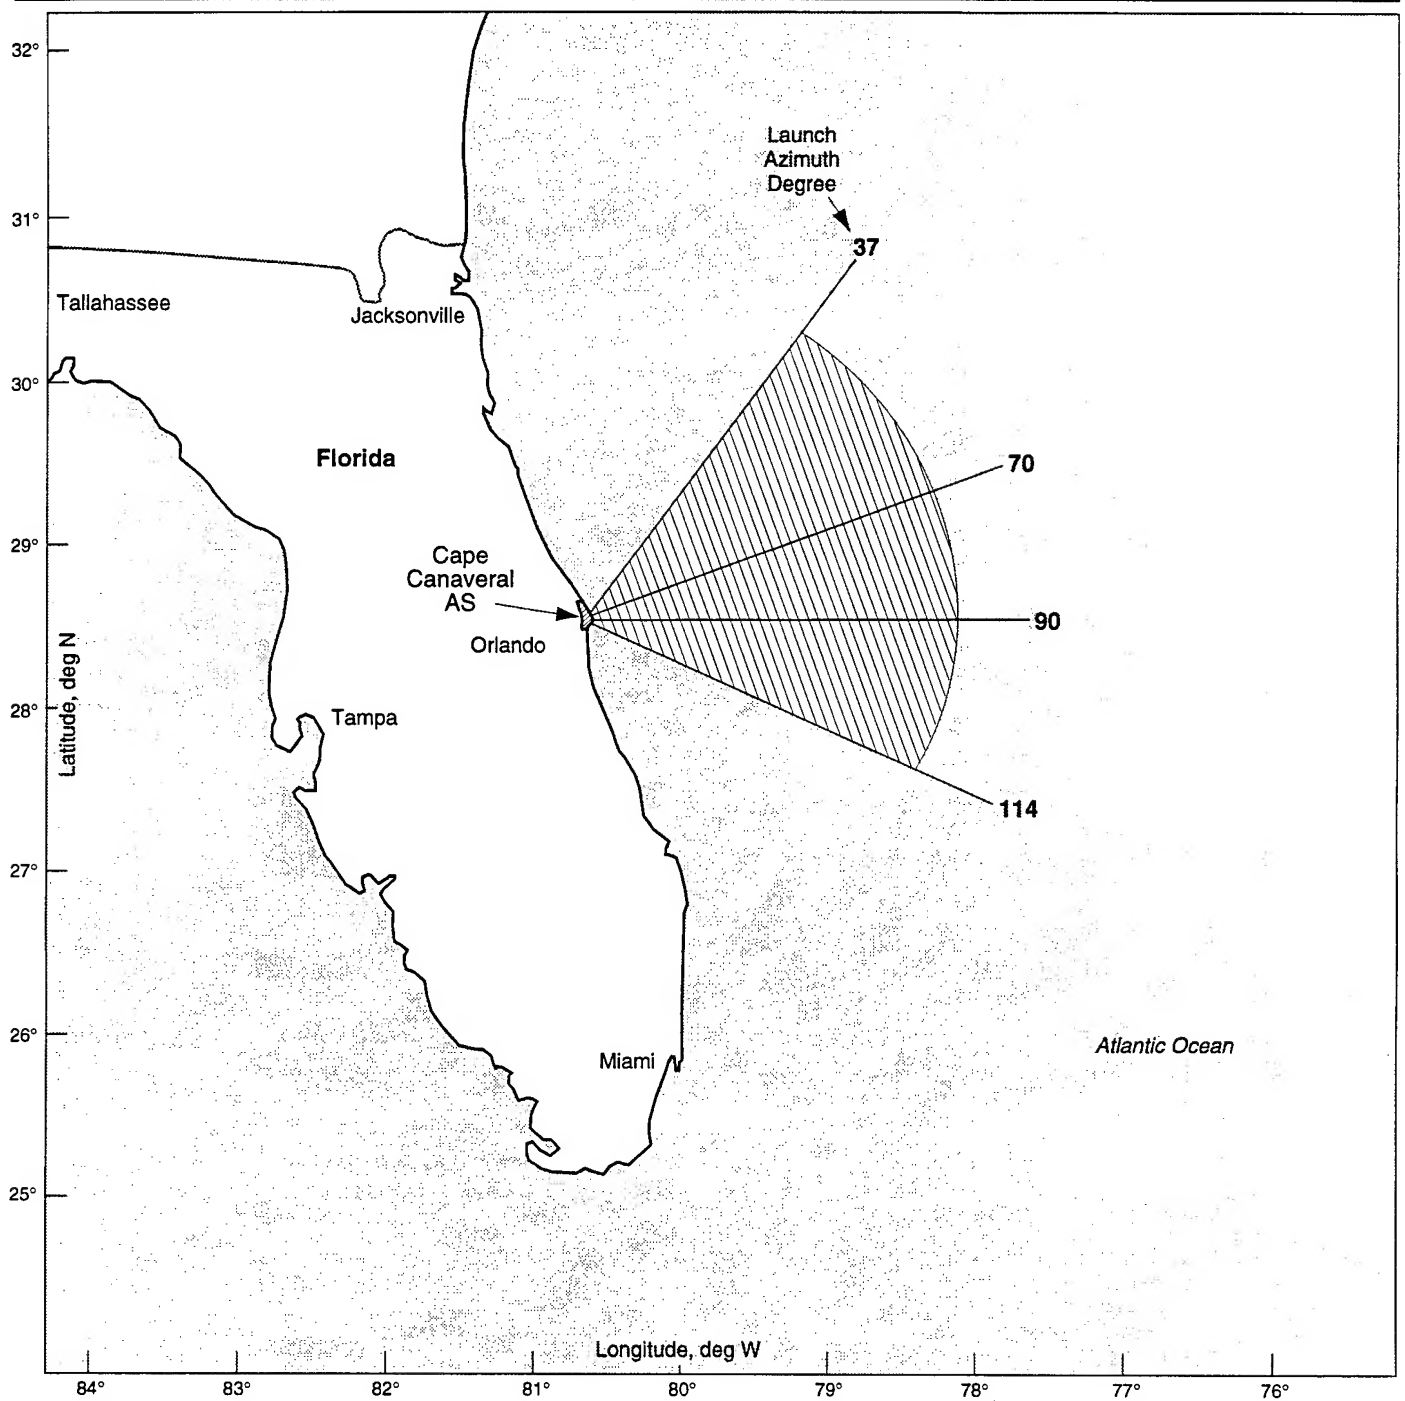 32°
Launch
Azimuth
Degree
31°
37
Tallahassee
Jacksonville
30°
Florida
70
29°
Cape
Canaveral
AS
90
Orlando
Latitude, deg N
28°
Tampa
114
27°
26°
Atlantic Ocean
Miami
25°
Longitude, deg W
84° 83° 82° 81° 80° 79° 78° 77° 76°